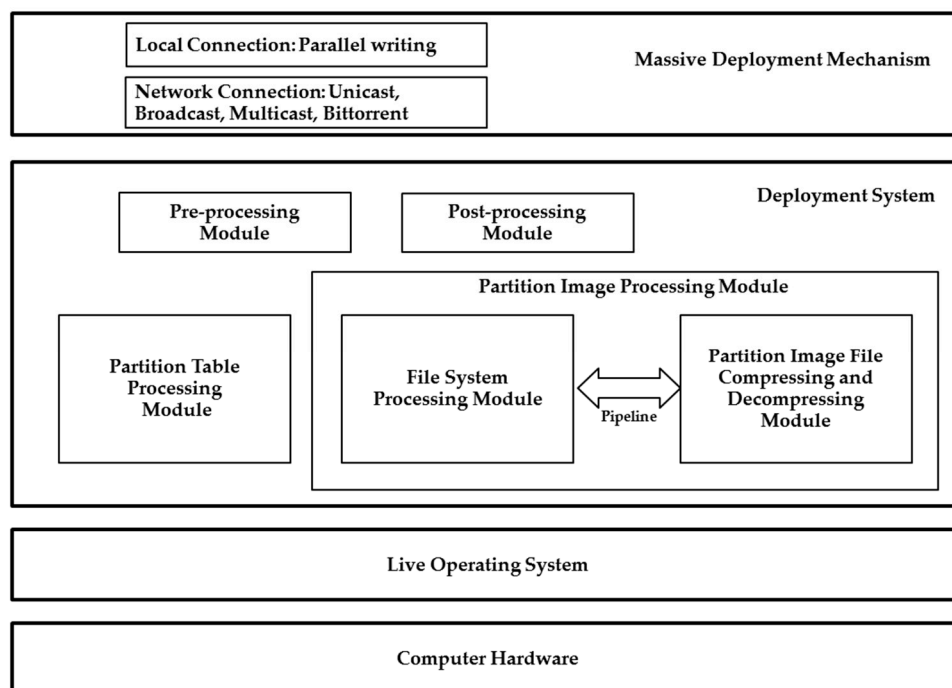 Local Connection: Parallel writing
Massive Deployment Mechanism
Network Connection: Unicast,
Broadcast, Multicast, Bittorrent
Deployment System
Pre-processing
Module
Post-processing
Module
Partition Image Processing Module
Partition Table
Processing
Module
File System
Processing Module
Pipeline
Partition Image File
Compressing and
Decompressing
Module
Live Operating System
Computer Hardware